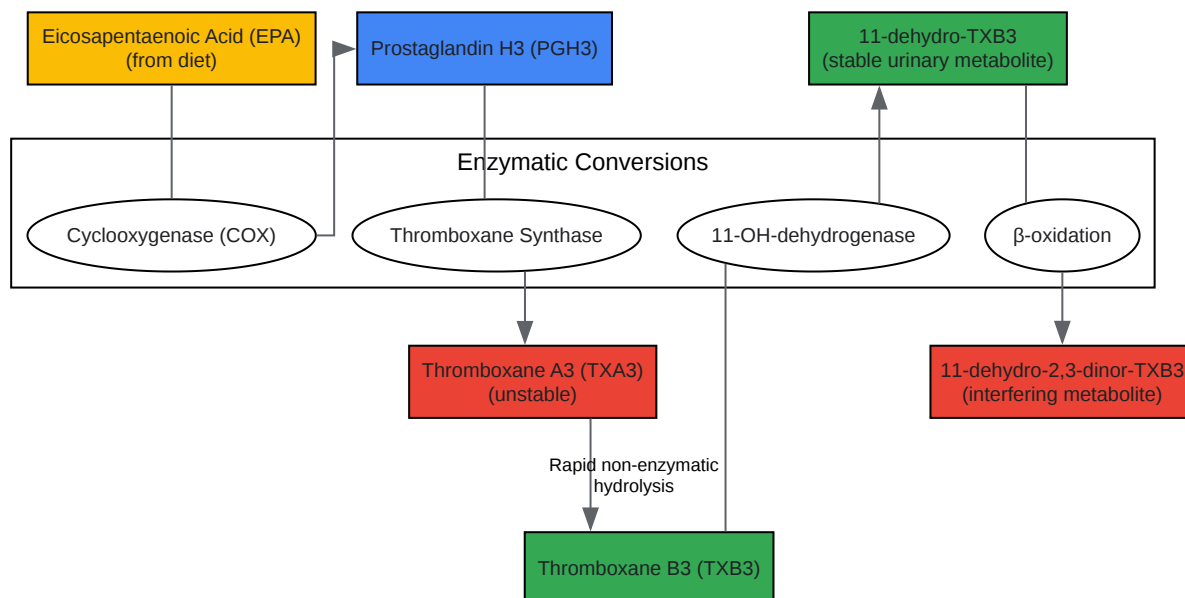 Eicosapentaenoic Acid (EPA)
(from diet)
Prostaglandin H3 (PGH3)
11-dehydro-TXB3
(stable urinary metabolite)
Enzymatic Conversions
Cyclooxygenase (COX)
Thromboxane Synthase
11-OH-dehydrogenase
β-oxidation
Thromboxane A3 (TXA3)
(unstable)
11-dehydro-2,3-dinor-TXB3
(interfering metabolite)
Rapid non-enzymatic
hydrolysis
Thromboxane B3 (TXB3)